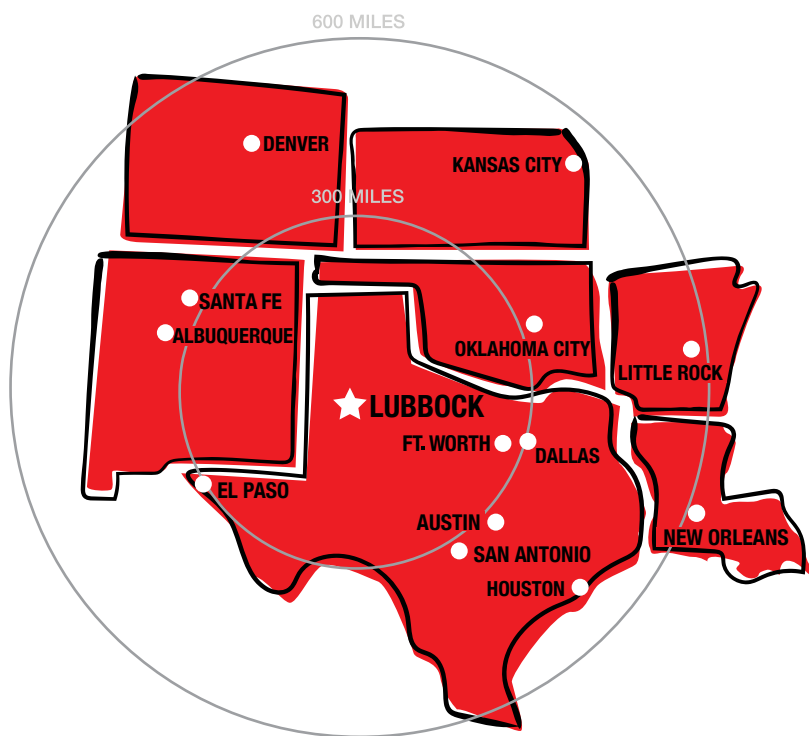 600 MILES
DENVER
KANSAS CITY
300 MILES
SANTA FE
ALBUQUERQUE
OKLAHOMA CITY
LITTLE ROCK
LUBBOCK
FT. WORTH
DALLAS
EL PASO
AUSTIN
NEW ORLEANS
SAN ANTONIO
HOUSTON